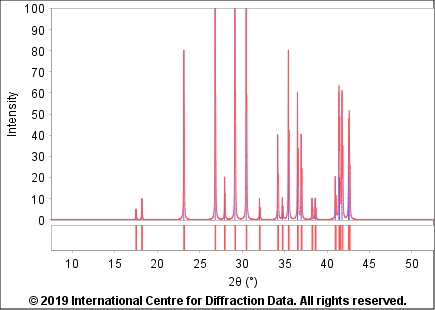 100
90
80
70
60
50
40
30
20
10
0
Intensity
10 15 20 25 30 35 40 45 50
2θ (°)
© 2019 International Centre for Diffraction Data. All rights reserved.